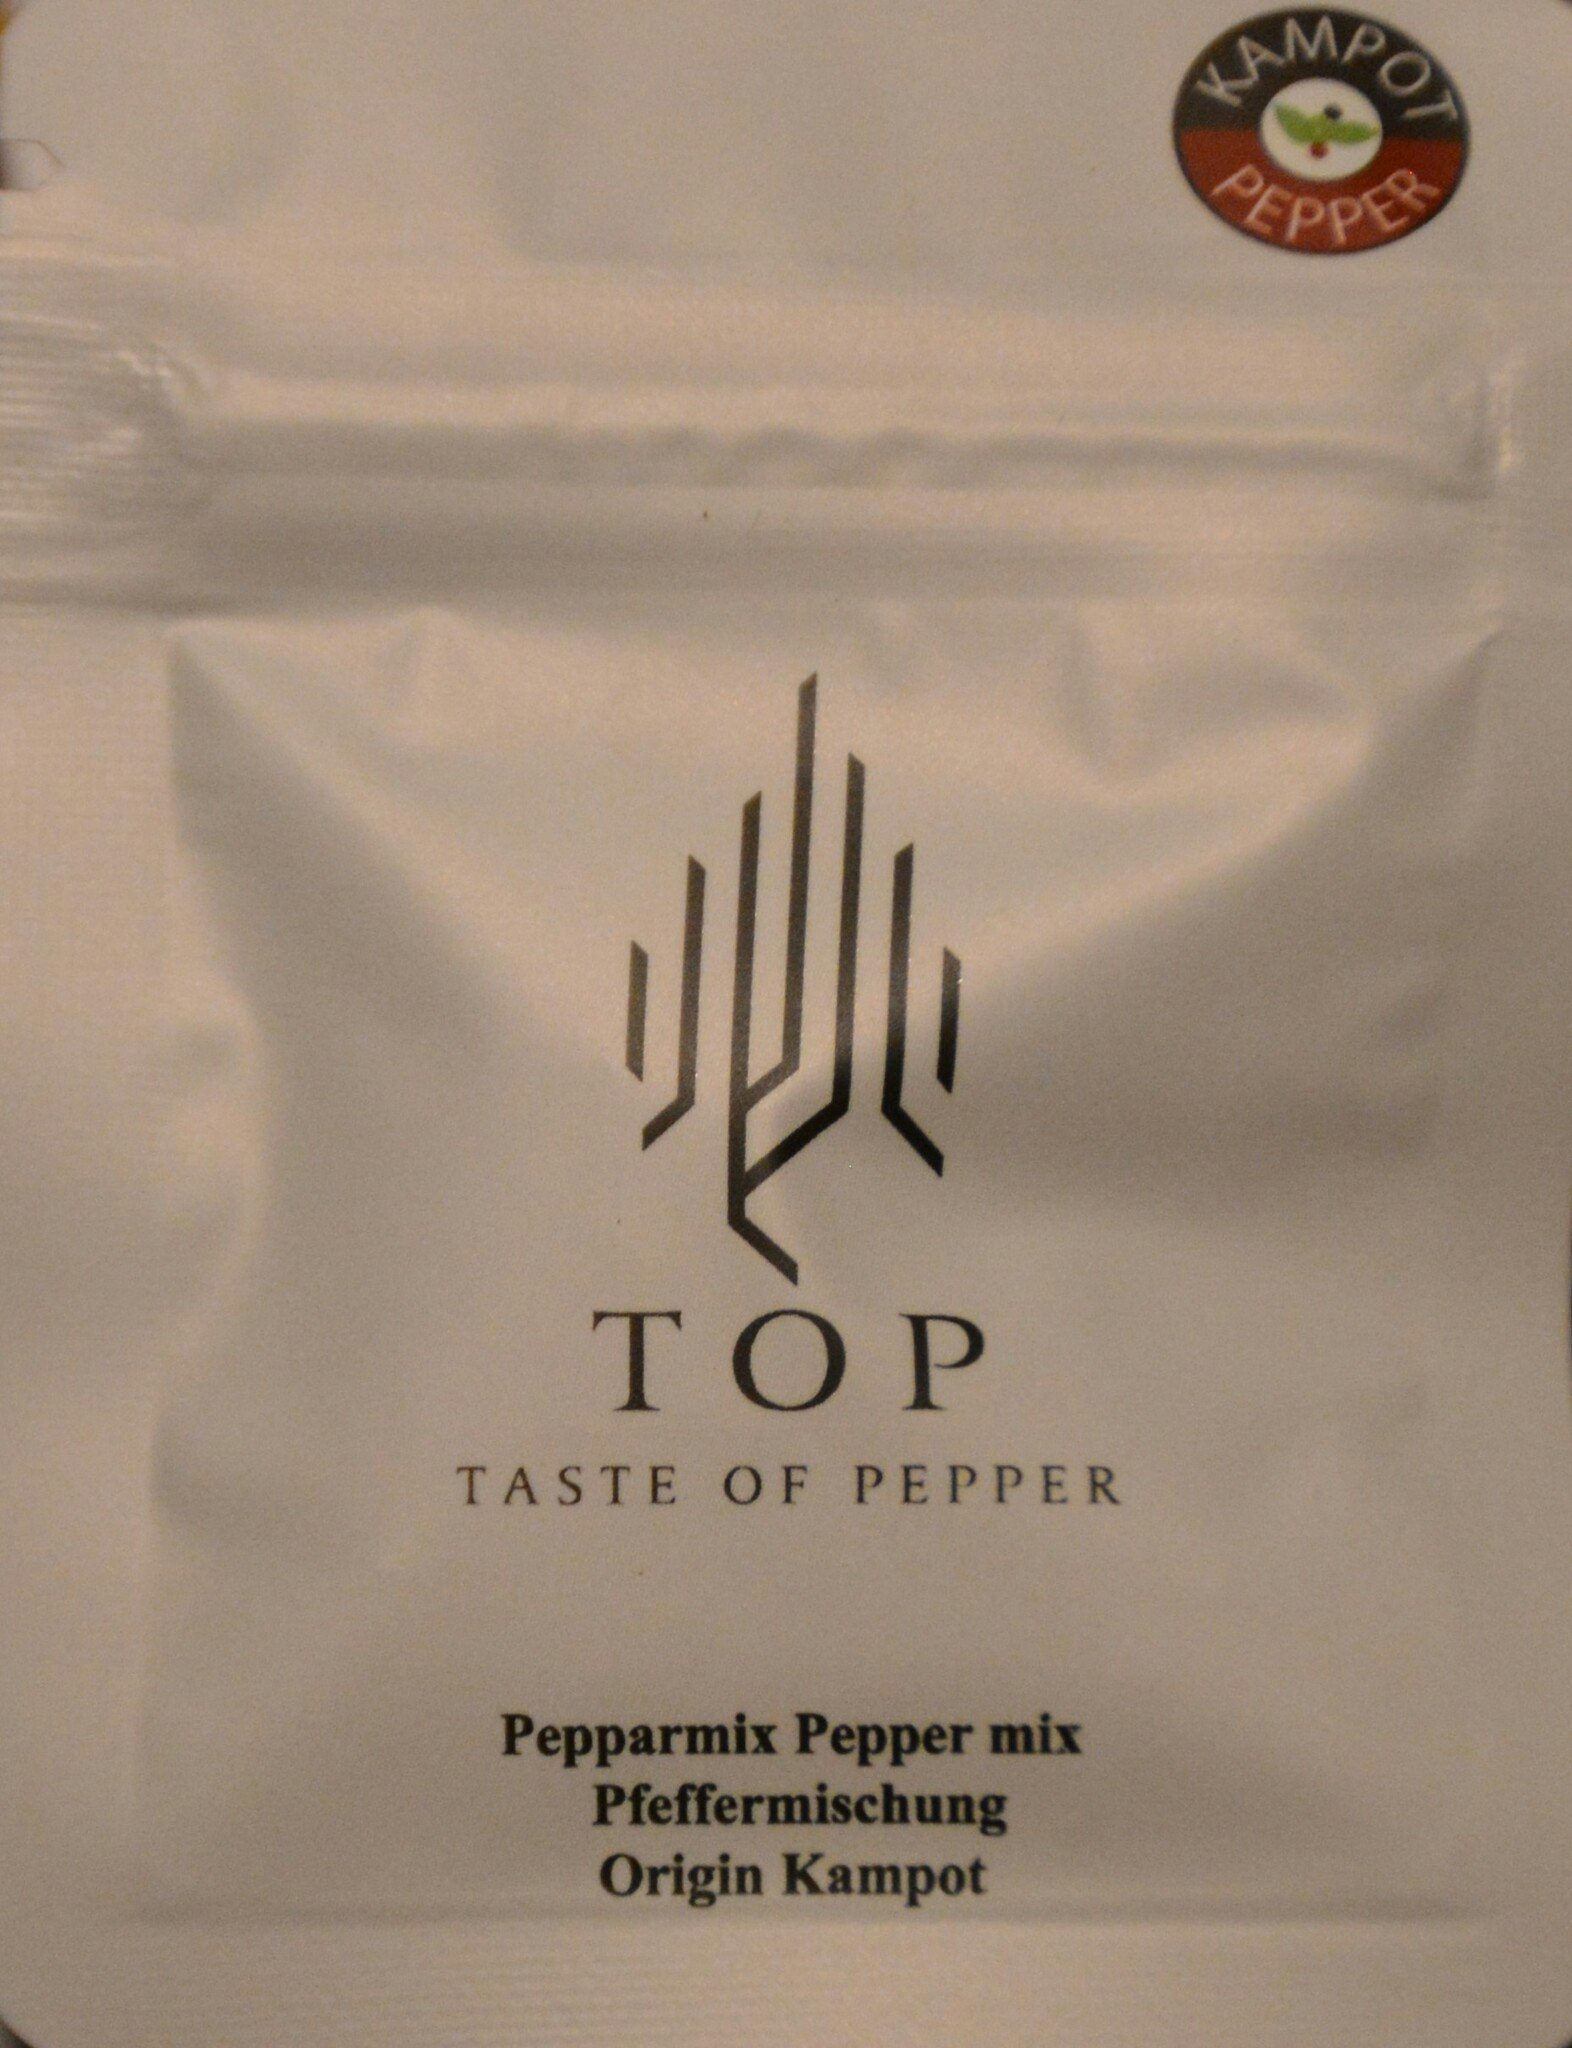 KAMPOT
PEPPER
TOP
TASTE OF PEPPER
Pepparmix Pepper mix
Pfeffermischung
Origin Kampot